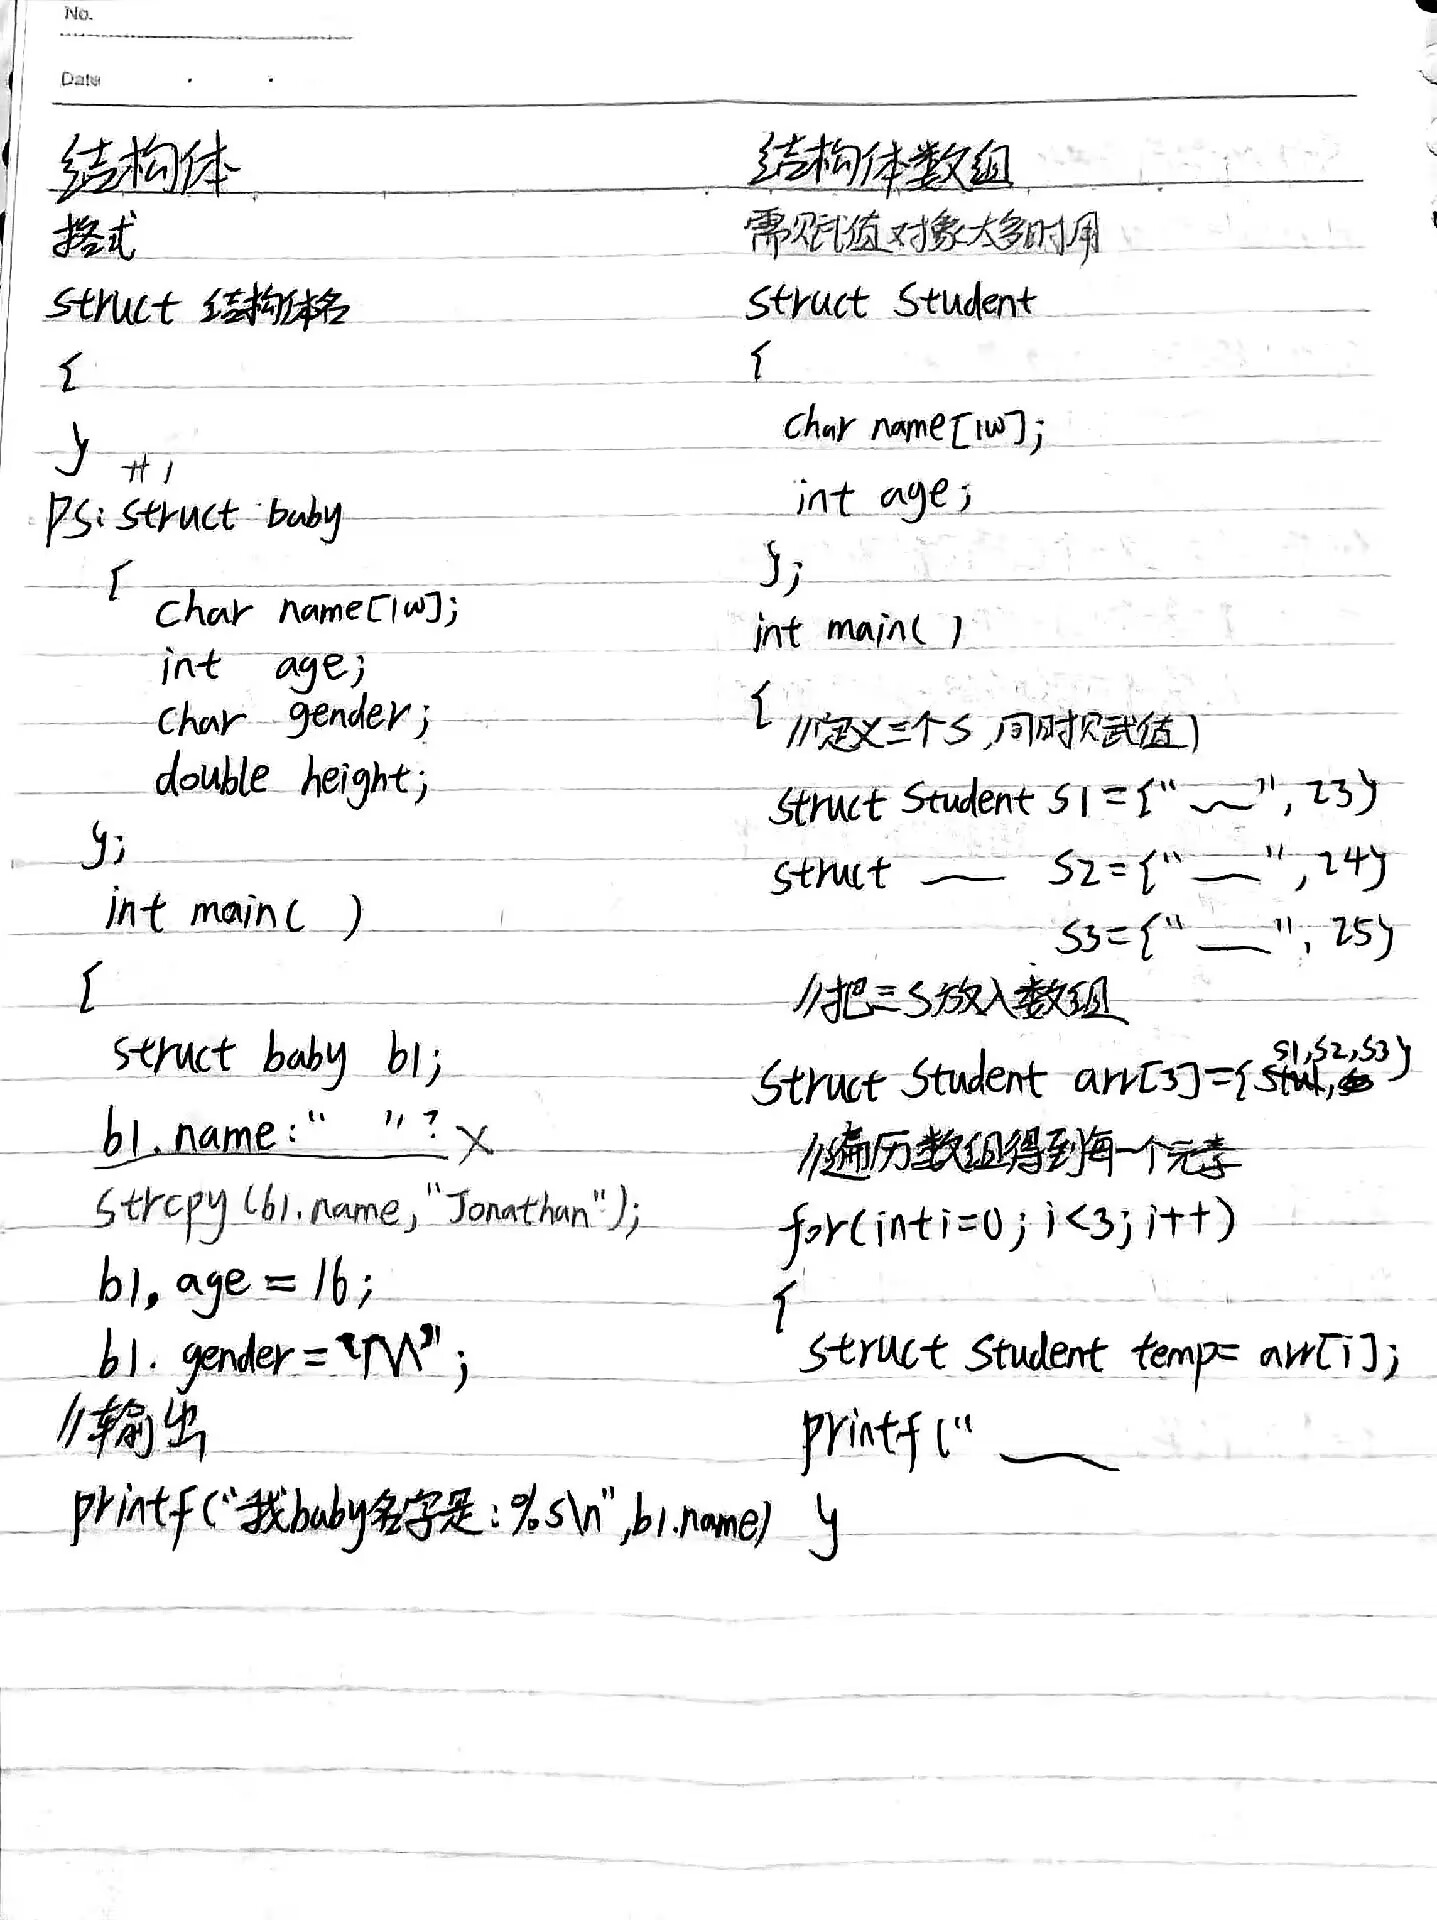 No.
Date
结构体
格式
struct 结构体名
{
}
PS: struct baby
{
char name[100];
int age;
char gender;
double height;
};
int main( )
{
struct baby b1;
b1.name:“ ”? ×
strcpy(b1.name,"Jonathan");
b1.age = 16;
b1.gender = "M";
//输出
printf("我baby名字是:%s\n",b1.name)
结构体数组
需赋值对象太多时用
struct Student
{
char name[100];
int age;
};
int main( )
{
//定义三个S,同时赋值)
struct Student S1={“ ”, 23}
struct S2={“ ”, 24}
S3={“ ”, 25}
//把三S放入数组
struct Student arr[3]={S1,S2,S3}
//遍历数组得到每一个元素
for(int i=0; i<3; i++)
{
struct Student temp= arr[i];
printf("
}